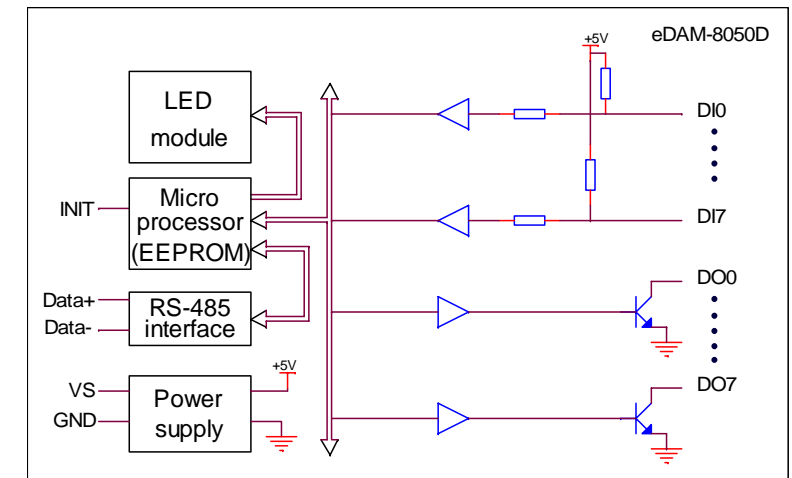 eDAM-8050D
+5V
LED
module
DI0
INIT
Micro
processor
(EEPROM)
DI7
Data+
Data-
RS-485
interface
DO0
+5V
VS
GND
Power
supply
DO7